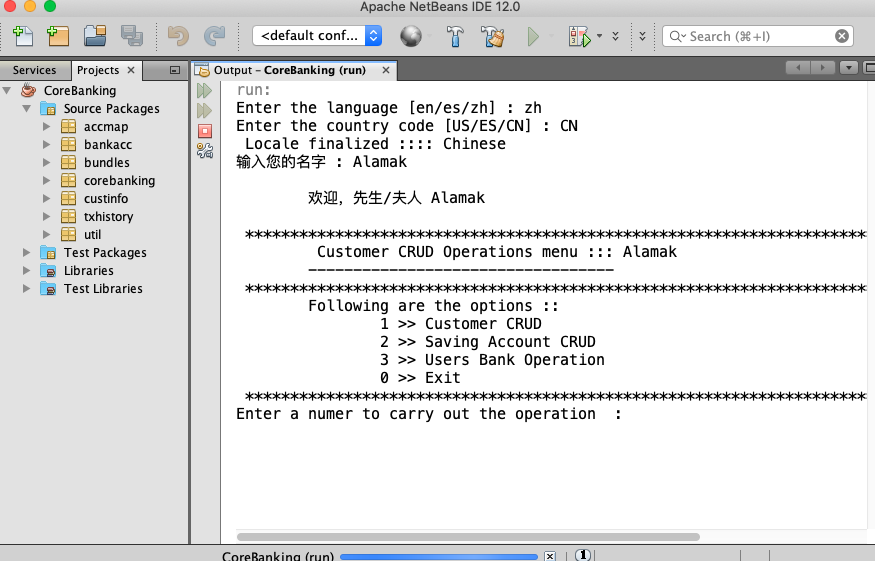 Apache NetBeans IDE 12.0
<default conf...
Search (⌘+I)
Services
Projects
CoreBanking
Source Packages
accmap
bankacc
bundles
corebanking
custinfo
txhistory
util
Test Packages
Libraries
Test Libraries
Output – CoreBanking (run)
run:
Enter the language [en/es/zh] : zh
Enter the country code [US/ES/CN] : CN
Locale finalized :::: Chinese
输入您的名字 : Alamak
欢迎，先生/夫人 Alamak
*********************************************************************
Customer CRUD Operations menu ::: Alamak
----------------------------------
*********************************************************************
Following are the options ::
1 >> Customer CRUD
2 >> Saving Account CRUD
3 >> Users Bank Operation
0 >> Exit
*********************************************************************
Enter a numer to carry out the operation  :
CoreBanking (run)
1